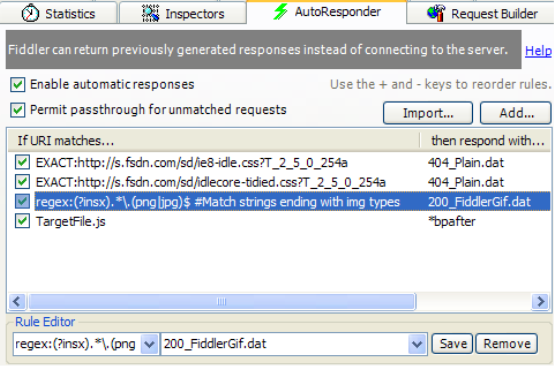 Statistics Inspectors AutoResponder Request Builder
Fiddler can return previously generated responses instead of connecting to the server. Help
Enable automatic responses Use the + and - keys to reorder rules.
Permit passthrough for unmatched requests Import... Add...
If URI matches... then respond with...
EXACT:http://s.fsdn.com/sd/ie8-idle.css?T_2_5_0_254a 404_Plain.dat
EXACT:http://s.fsdn.com/sd/idlecore-tidied.css?T_2_5_0_254a 404_Plain.dat
regex:(?insx).*\.(png|jpg)$ #Match strings ending with img types 200_FiddlerGif.dat
TargetFile.js *bpafter
Rule Editor
regex:(?insx).*\.(png 200_FiddlerGif.dat Save Remove